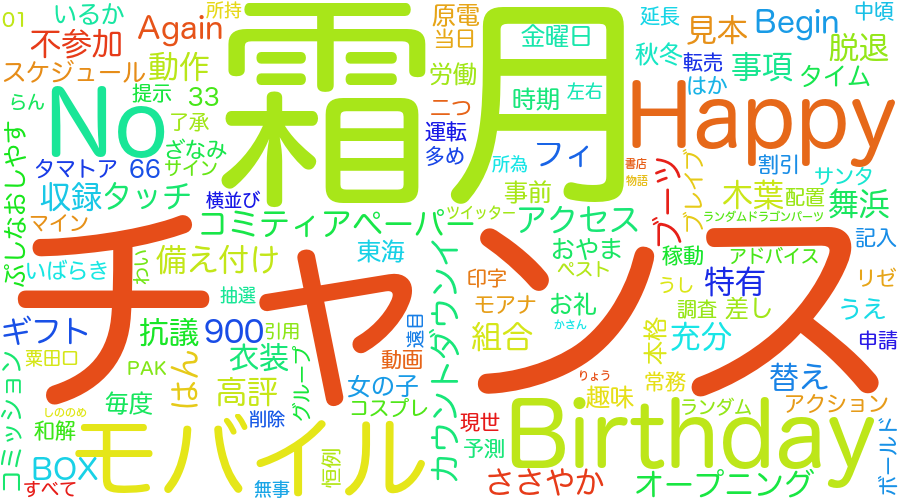 01
いるか
所持
Again
霜月
原電
当日
金曜日
延長
見本
Begin
中頃
不参加
スケジュール
動作
労働
秋冬
転売
事項
脱退
タイム
らん
No
提示
33
了承
二つ
時期
左右
はか
Happy
ざなみ
サイン
運転
多め
フィ
書店
物語
ブーツ
ブレイブ
割引
サンタ
タマトア
66
横並び
所為
事前
木葉
配置
舞浜
ぷしなおしやす
収録
タッチ
コミティアペーパー
ツイッター
アクセス
ランダムドラゴンパーツ
マイン
チャンス
東海
カウントダウンイ
おやま
ベスト
稼動
アドバイス
記入
いばらき
わい
備え付け
印字
うし
特有
リゼ
抽選
モアナ
お礼
調査
差し
うえ
ギフト
抗議
900
引用
遠目
組合
かさん
本格
充分
申請
粟田口
PAK
はん
衣装
グループ
動画
女の子
りょう
常務
替え
コミッション
毎度
高評
コスプレ
趣味
ランダム
アクション
しののめ
和解
モバイル
削除
現世
予測
Birthday
ボールド
BOX
すべて
無事
恒例
ささやか
オープニング